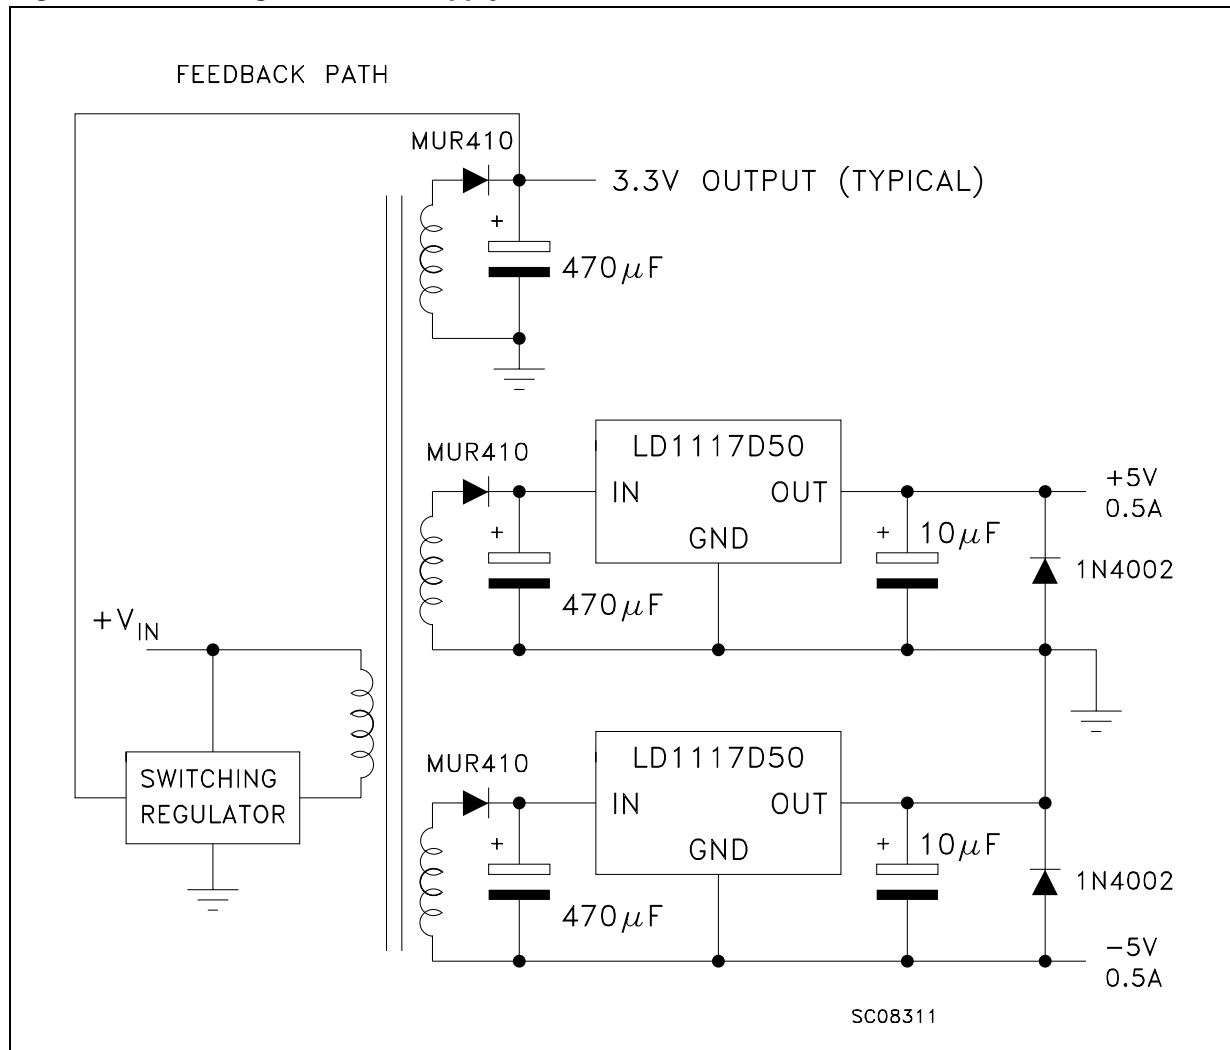 FEEDBACK PATH
MUR410
3.3V OUTPUT (TYPICAL)
+
470μF
MUR410
LD1117D50
IN
OUT
GND
+5V
0.5A
+
470μF
+
10μF
1N4002
+VIN
SWITCHING
REGULATOR
MUR410
LD1117D50
IN
OUT
GND
+
470μF
+
10μF
1N4002
-5V
0.5A
SC08311